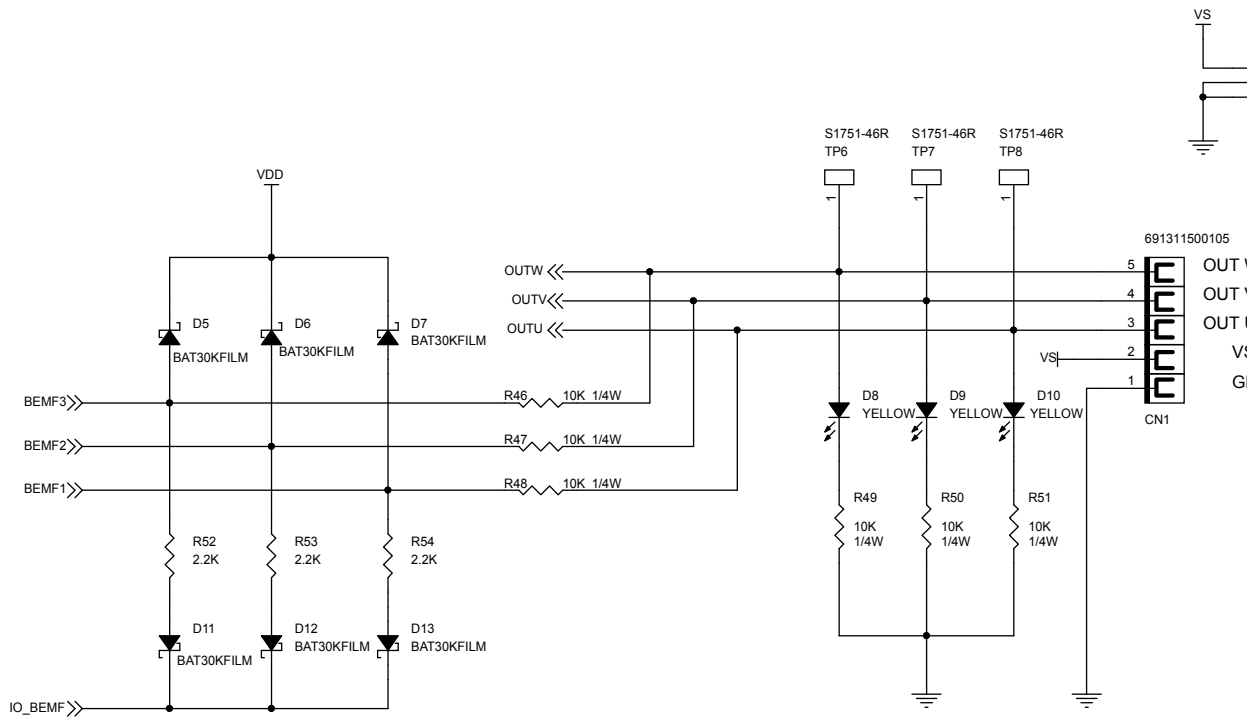 VS
S1751-46R
TP6
1
S1751-46R
TP7
1
S1751-46R
TP8
1
VDD
691311500105
OUTW
5
OUT
OUTV
4
OUT
OUTU
3
OUT
VS
2
1
CN1
D5
BAT30KFILM
D6
BAT30KFILM
D7
BAT30KFILM
BEMF3
R46
10K 1/4W
D8
YELLOW
D9
YELLOW
D10
YELLOW
BEMF2
R47
10K 1/4W
BEMF1
R48
10K 1/4W
R49
10K
1/4W
R50
10K
1/4W
R51
10K
1/4W
R52
2.2K
R53
2.2K
R54
2.2K
D11
BAT30KFILM
D12
BAT30KFILM
D13
BAT30KFILM
IO_BEMF